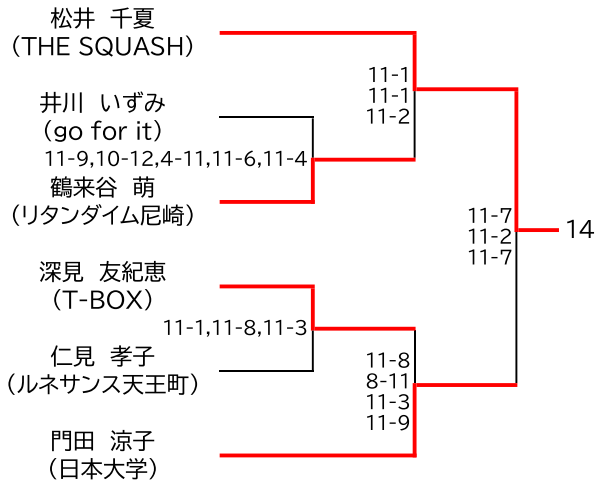 松井　千夏
（THE SQUASH）
11-1
11-1
11-2
井川　いずみ
（go for it）
11-9,10-12,4-11,11-6,11-4
鶴来谷　萌
（リタンダイム尼崎）
11-7
11-2
11-7
14
深見　友紀恵
（T-BOX）
11-1,11-8,11-3
仁見　孝子
（ルネサンス天王町）
11-8
8-11
11-3
11-9
門田　涼子
（日本大学）